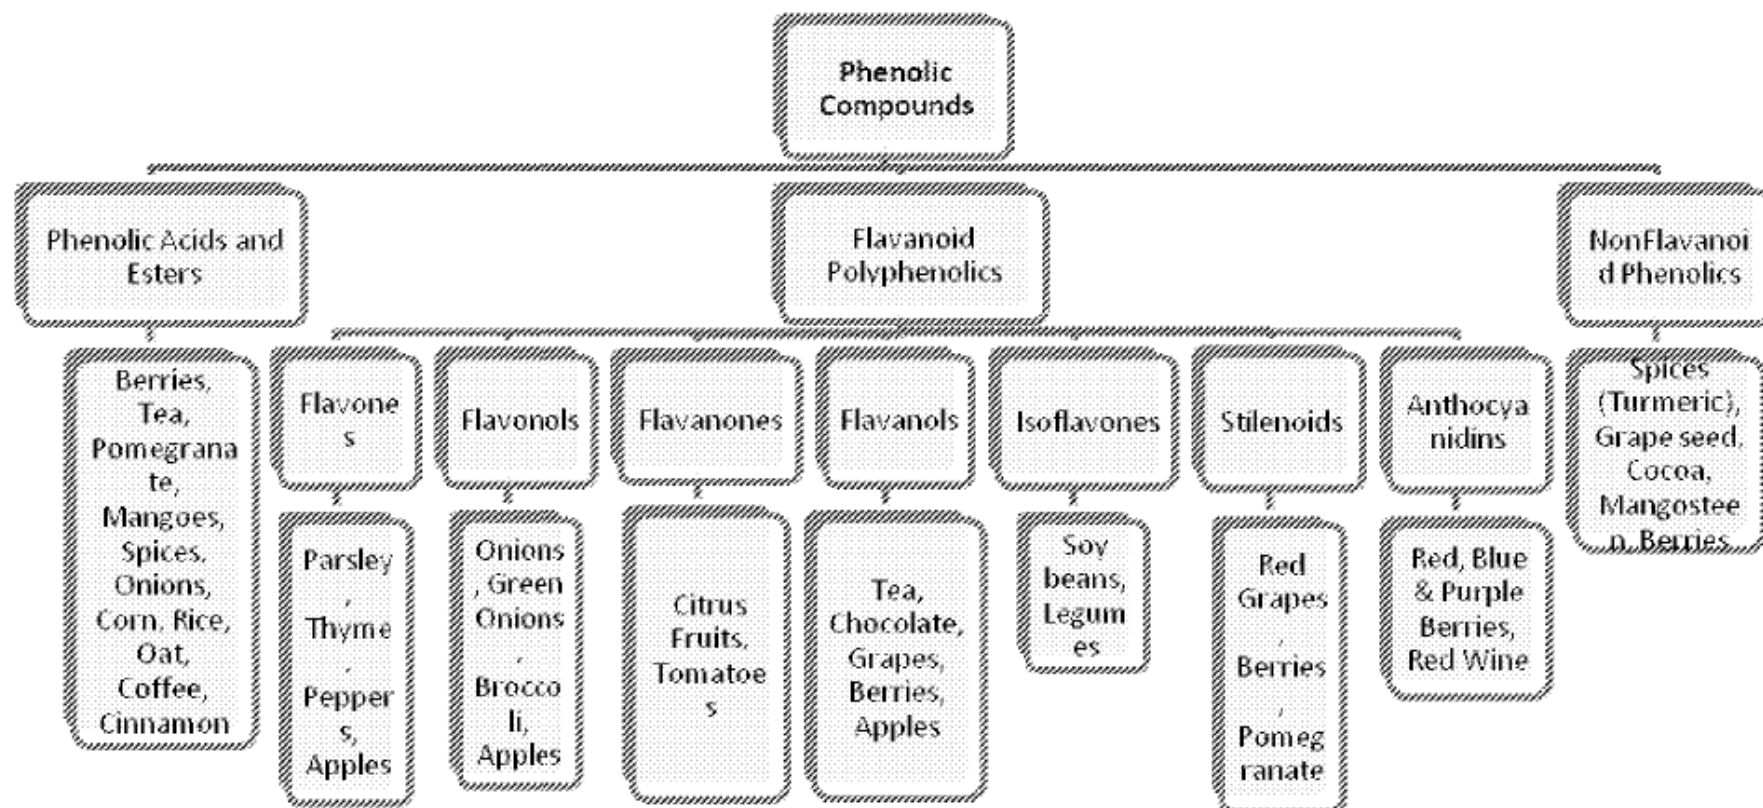 Phenolic
Compounds
Phenolic Acids and
Esters
Flavanoid
Polyphenolics
NonFlavanoi
d Phenolics
Berries,
Tea,
Pomegrana
te,
Mangoes,
Spices,
Onions,
Corn, Rice,
Oat,
Coffee,
Cinnamon
Flavone
s
Flavonols
Flavanones
Flavanols
Isoflavones
Stilenoids
Anthocya
nidins
Spices
(Turmeric),
Grape seed,
Cocoa,
Mangostee
n, Berries
Parsley
,
Thyme
,
Pepper
s,
Apples
Onions
, Green
Onions
,
Brocco
li,
Apples
Citrus
Fruits,
Tomatoe
s
Tea,
Chocolate,
Grapes,
Berries,
Apples
Soy
beans,
Legum
es
Red
Grapes
,
Berries
,
Pomeg
ranate
Red, Blue
& Purple
Berries,
Red Wine